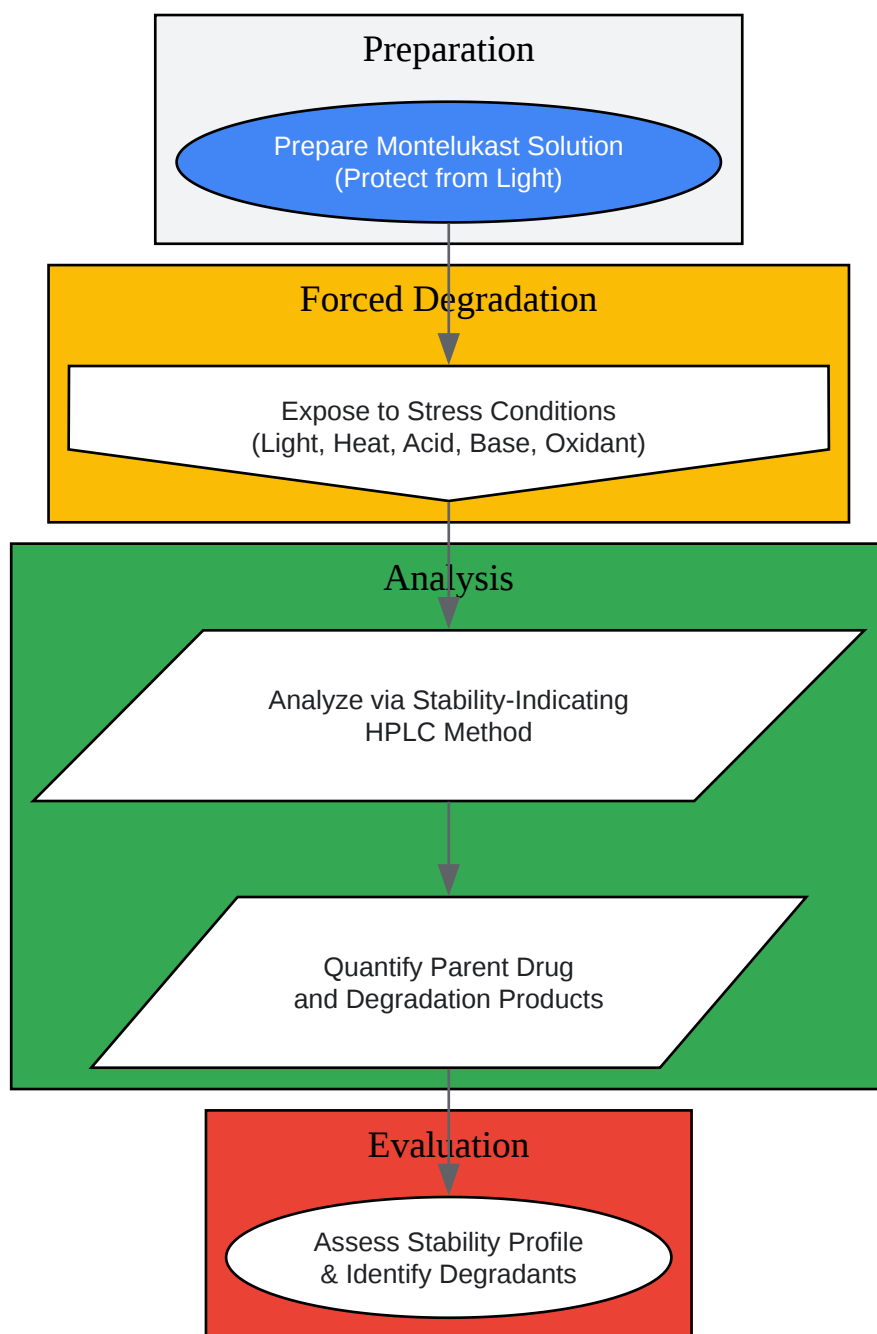 Preparation
Prepare Montelukast Solution
(Protect from Light)
Forced Degradation
Expose to Stress Conditions
(Light, Heat, Acid, Base, Oxidant)
Analysis
Analyze via Stability-Indicating
HPLC Method
Quantify Parent Drug
and Degradation Products
Evaluation
Assess Stability Profile
& Identify Degradants